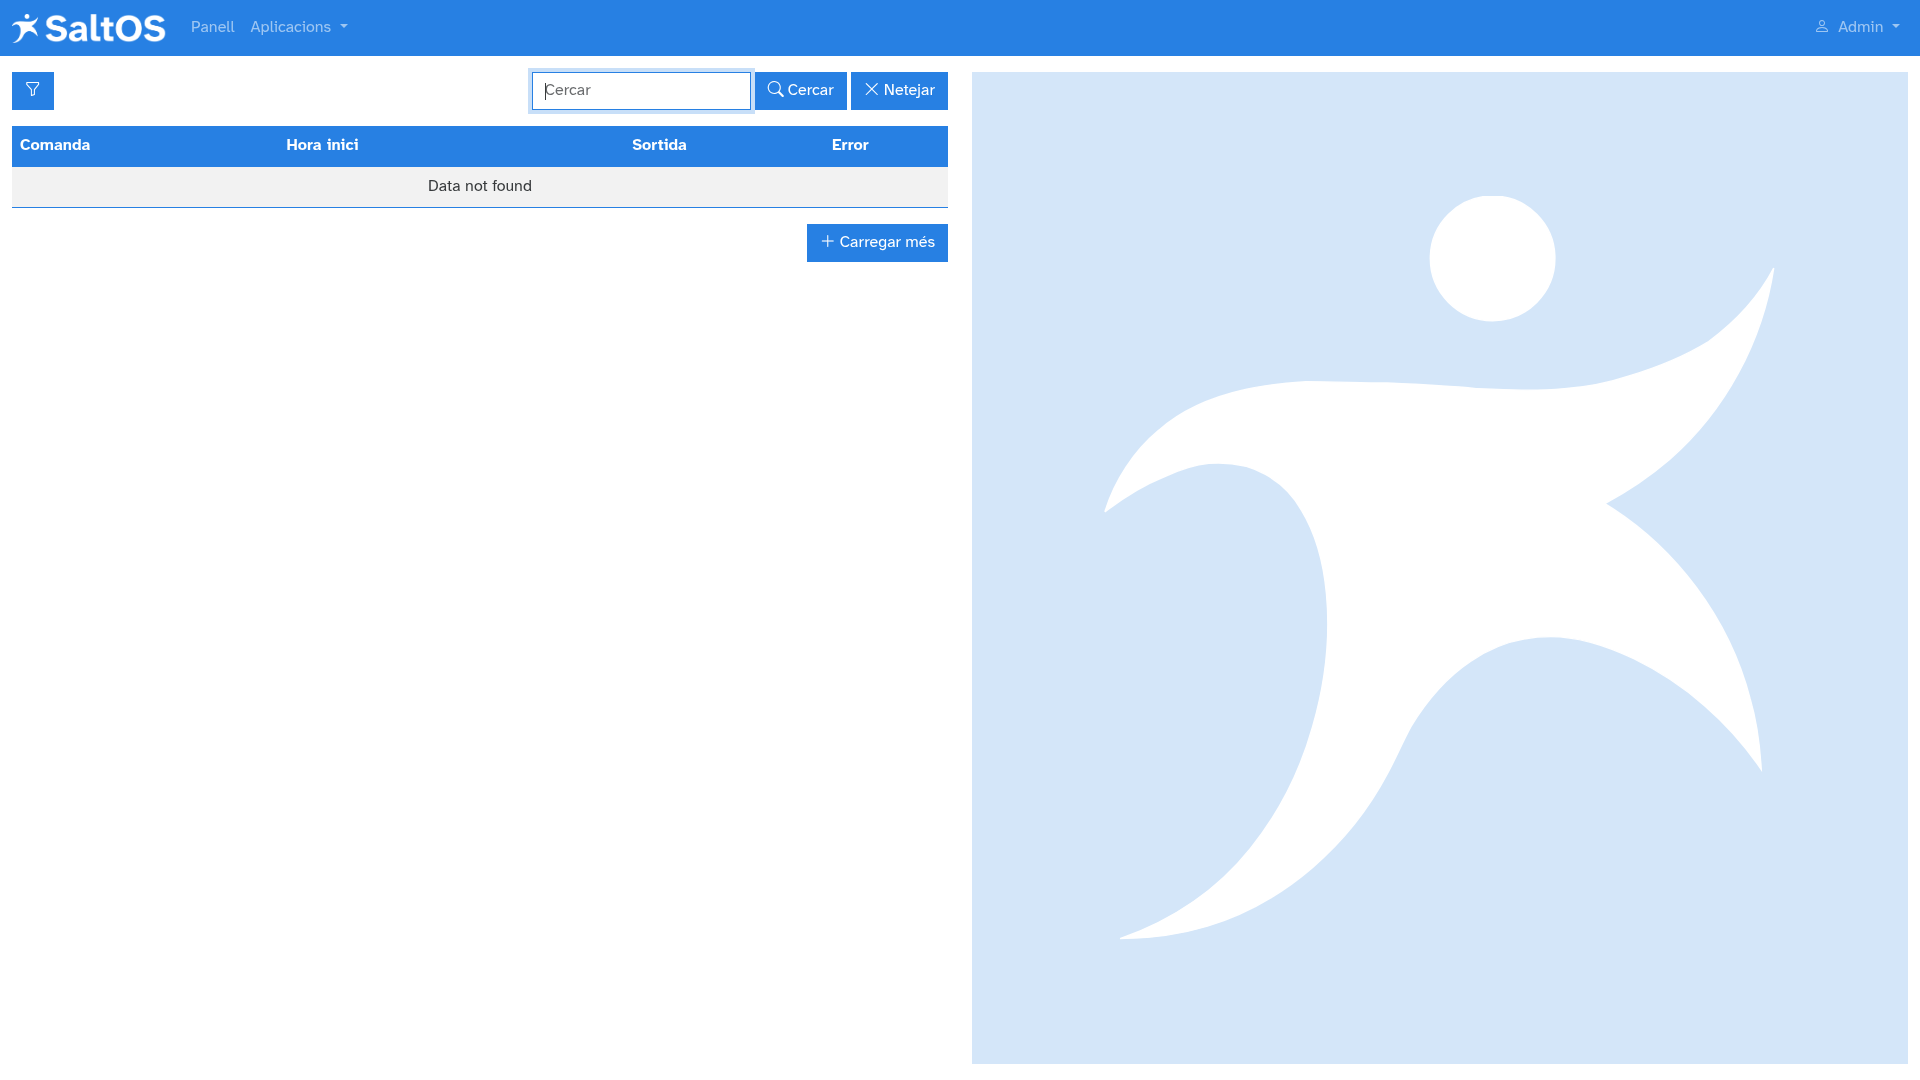 SaltOS Panell Aplicacions Admin
Cercar Cercar Netejar
Comanda Hora inici Sortida Error
Data not found
Carregar més